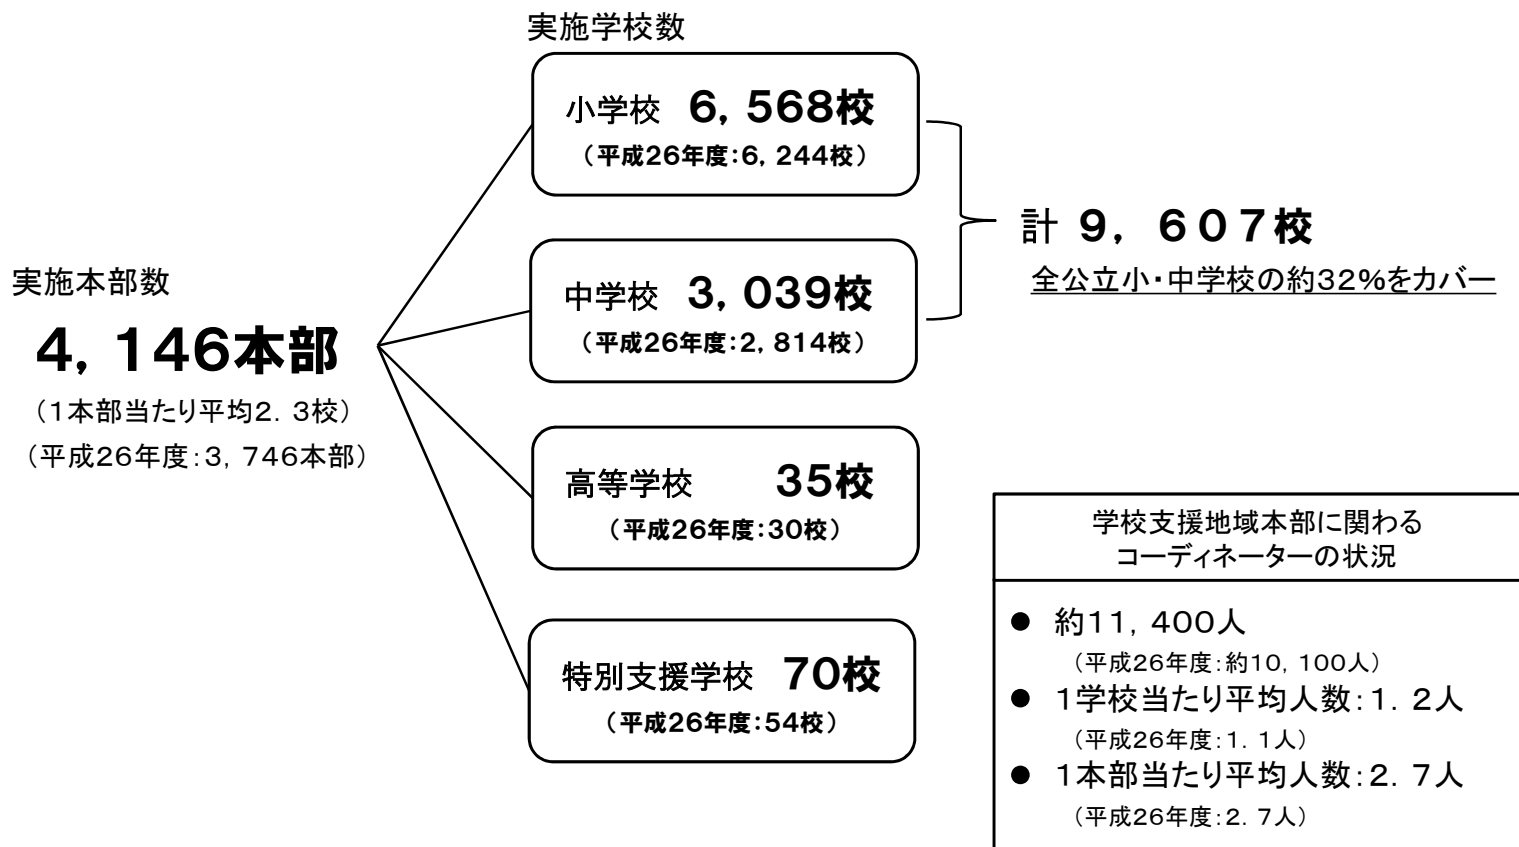 実施学校数
小学校 6,568校
（平成26年度：6,244校）
中学校 3,039校
（平成26年度：2,814校）
高等学校 35校
（平成26年度：30校）
特別支援学校 70校
（平成26年度：54校）
計 9,607校
全公立小・中学校の約32%をカバー
実施本部数
4,146本部
（1本部当たり平均2．3校）
（平成26年度：3,746本部）
学校支援地域本部に関わる
コーディネーターの状況
● 約11,400人
（平成26年度：約10,100人）
● 1学校当たり平均人数：1．2人
（平成26年度：1．1人）
● 1本部当たり平均人数：2．7人
（平成26年度：2．7人）